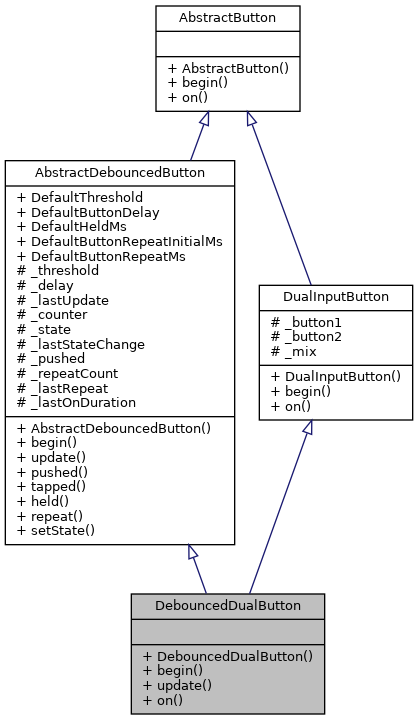 AbstractButton
+ AbstractButton()
+ begin()
+ on()
AbstractDebouncedButton
+ DefaultThreshold
+ DefaultButtonDelay
+ DefaultHeldMs
+ DefaultButtonRepeatInitialMs
+ DefaultButtonRepeatMs
# _threshold
# _delay
# _lastUpdate
# _counter
# _state
# _lastStateChange
# _pushed
# _repeatCount
# _lastRepeat
# _lastOnDuration
+ AbstractDebouncedButton()
+ begin()
+ update()
+ pushed()
+ tapped()
+ held()
+ repeat()
+ setState()
DualInputButton
# _button1
# _button2
# _mix
+ DualInputButton()
+ begin()
+ on()
DebouncedDualButton
+ DebouncedDualButton()
+ begin()
+ update()
+ on()